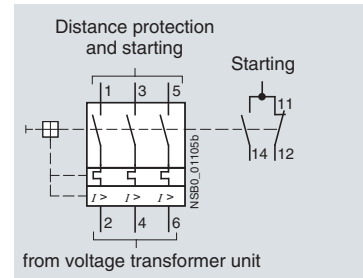 Distance protection
and starting
Starting
1 3 5
11
14 12
NSB0_01105b
I > I > I >
2 4 6
from voltage transformer unit